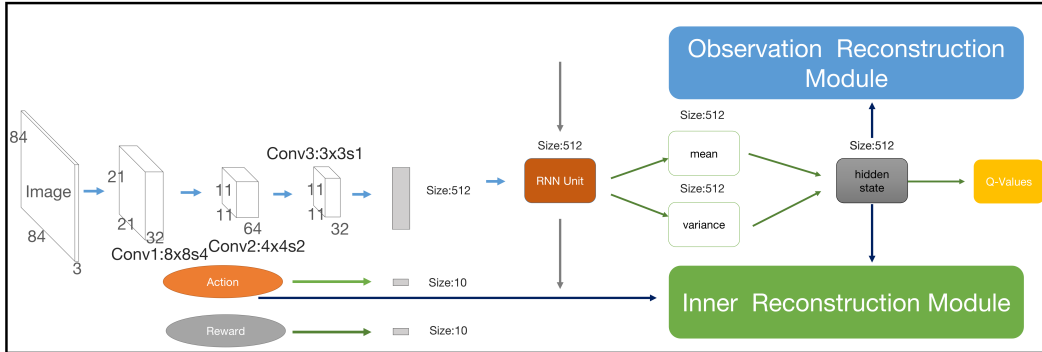 Observation Reconstruction
Module
84
Image
84
3
21
21
32
Conv1:8x8s4
11
11
64
Conv2:4x4s2
Conv3:3x3s1
11
11
32
Size:512
Size:512
RNN Unit
Size:512
mean
Size:512
variance
Size:512
hidden
state
Q-Values
Action
Size:10
Reward
Size:10
Inner Reconstruction Module